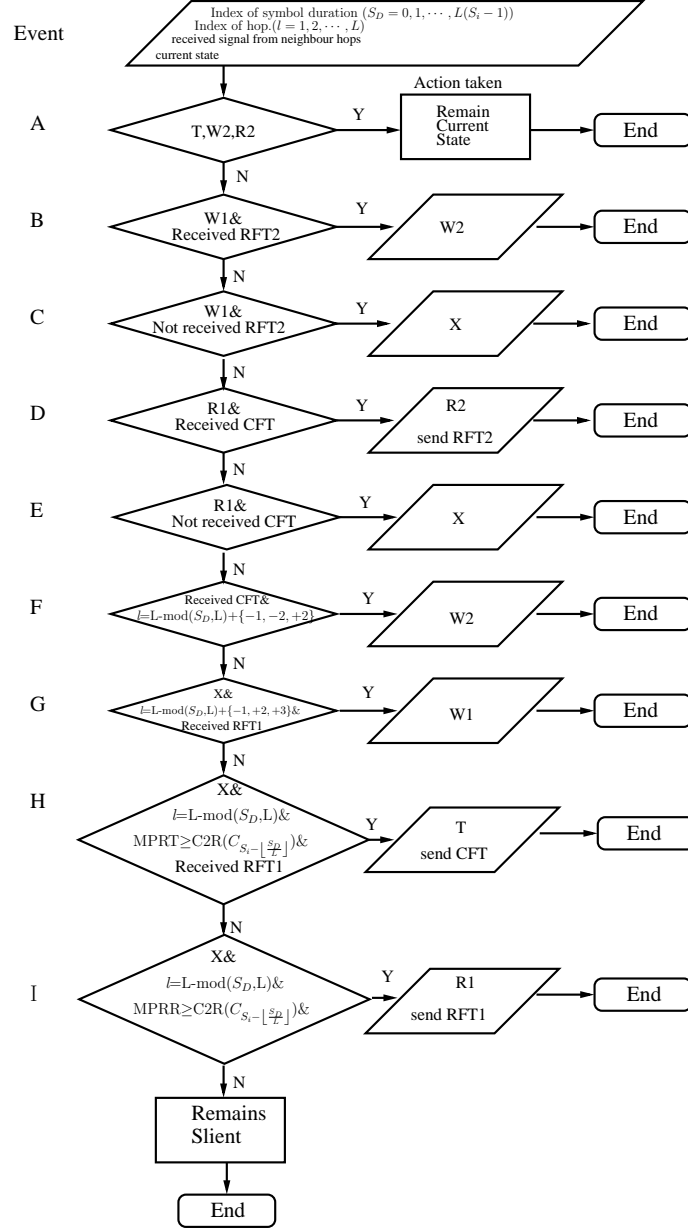 Event
Index of symbol duration (S_D = 0, 1, ⋯ , L(S_i − 1))
Index of hop.(l = 1, 2, ⋯ , L)
received signal from neighbour hops
current state
Action taken
A
T,W2,R2
Y
Remain
Current
State
End
N
B
W1&
Received RFT2
Y
W2
End
N
C
W1&
Not received RFT2
Y
X
End
N
D
R1&
Received CFT
Y
R2
send RFT2
End
N
E
R1&
Not received CFT
Y
X
End
N
F
Received CFT&
l=L-mod(S_D,L)+{−1, −2, +2}
Y
W2
End
N
G
X&
l=L-mod(S_D,L)+{−1, +2, +3}&
Received RFT1
Y
W1
End
N
H
X&
l=L-mod(S_D,L)&
MPRT≥C2R(C_{S_i−⌊S_D/L⌋})&
Received RFT1
Y
T
send CFT
End
N
I
X&
l=L-mod(S_D,L)&
MPRR≥C2R(C_{S_i−⌊S_D/L⌋})&
Y
R1
send RFT1
End
N
Remains
Slient
End